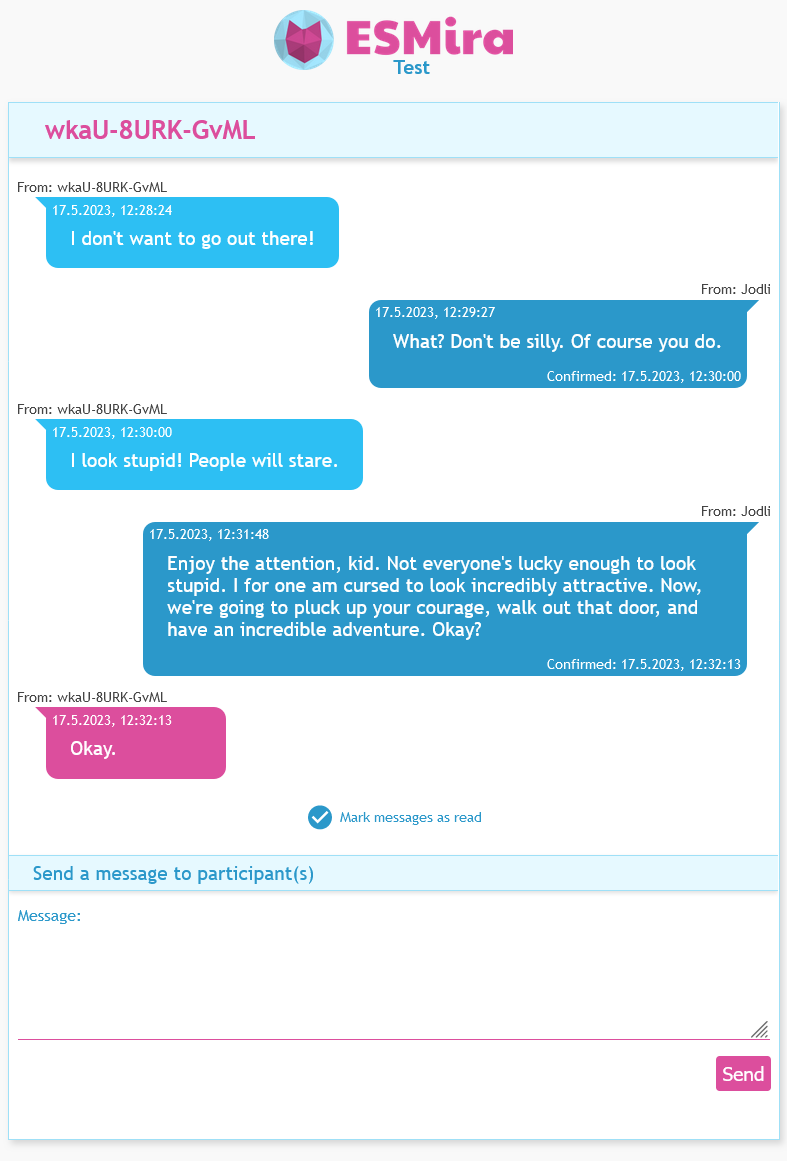 ESMira
Test
wkaU-8URK-GvML
From: wkaU-8URK-GvML
17.5.2023, 12:28:24
I don't want to go out there!
From: Jodli
17.5.2023, 12:29:27
What? Don't be silly. Of course you do.
Confirmed: 17.5.2023, 12:30:00
From: wkaU-8URK-GvML
17.5.2023, 12:30:00
I look stupid! People will stare.
From: Jodli
17.5.2023, 12:31:48
Enjoy the attention, kid. Not everyone's lucky enough to look
stupid. I for one am cursed to look incredibly attractive. Now,
we're going to pluck up your courage, walk out that door, and
have an incredible adventure. Okay?
Confirmed: 17.5.2023, 12:32:13
From: wkaU-8URK-GvML
17.5.2023, 12:32:13
Okay.
Mark messages as read
Send a message to participant(s)
Message:
Send